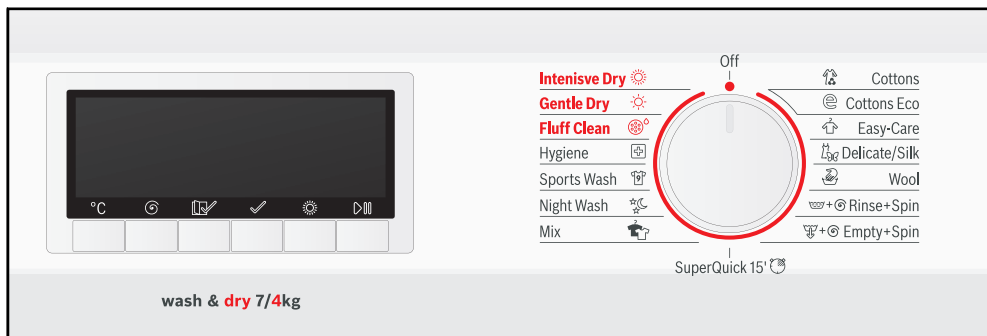 Off
Intenisve Dry
Gentle Dry
Fluff Clean
Hygiene
Sports Wash
Night Wash
Mix
Cottons
Cottons Eco
Easy-Care
Delicate/Silk
Wool
+ Rinse+Spin
+ Empty+Spin
SuperQuick 15'
°C
wash & dry 7/4kg